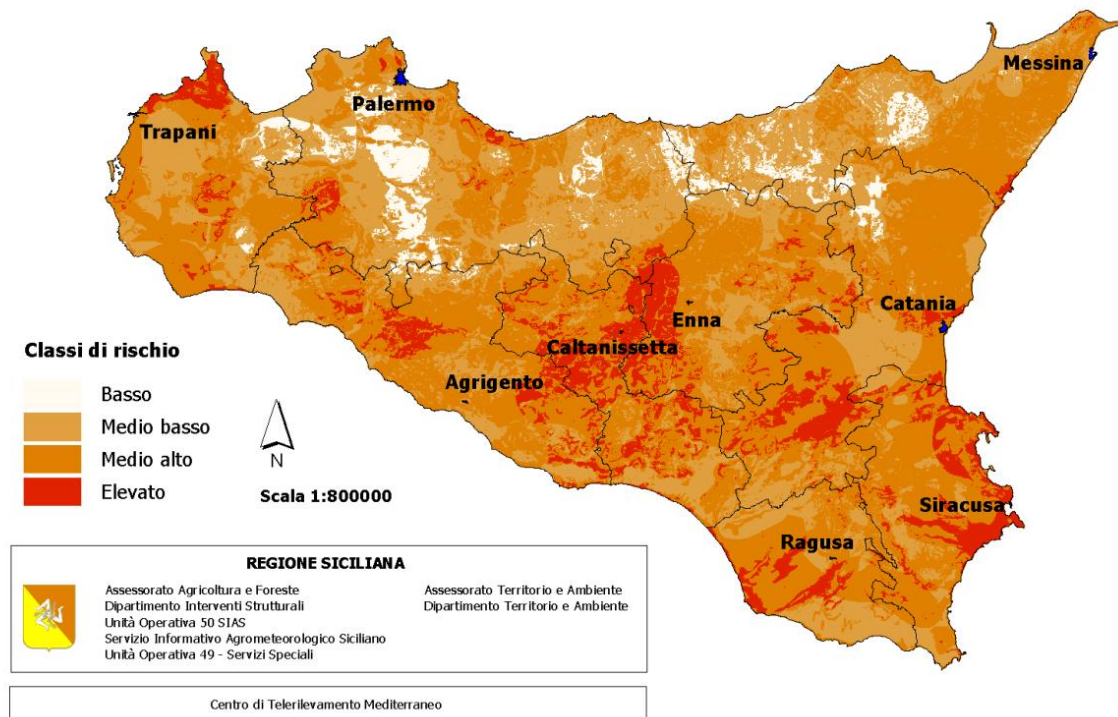 Messina
Palermo
Trapani
Catania
Enna
Caltanissetta
Agrigento
Siracusa
Ragusa
Classi di rischio
Basso
Medio basso
Medio alto
Elevato
N
Scala 1:800000
REGIONE SICILIANA
Assessorato Agricoltura e Foreste
Dipartimento Interventi Strutturali
Unità Operativa 50 SIAS
Servizio Informativo Agrometeorologico Siciliano
Unità Operativa 49 - Servizi Speciali
Assessorato Territorio e Ambiente
Dipartimento Territorio e Ambiente
Centro di Telerilevamento Mediterraneo